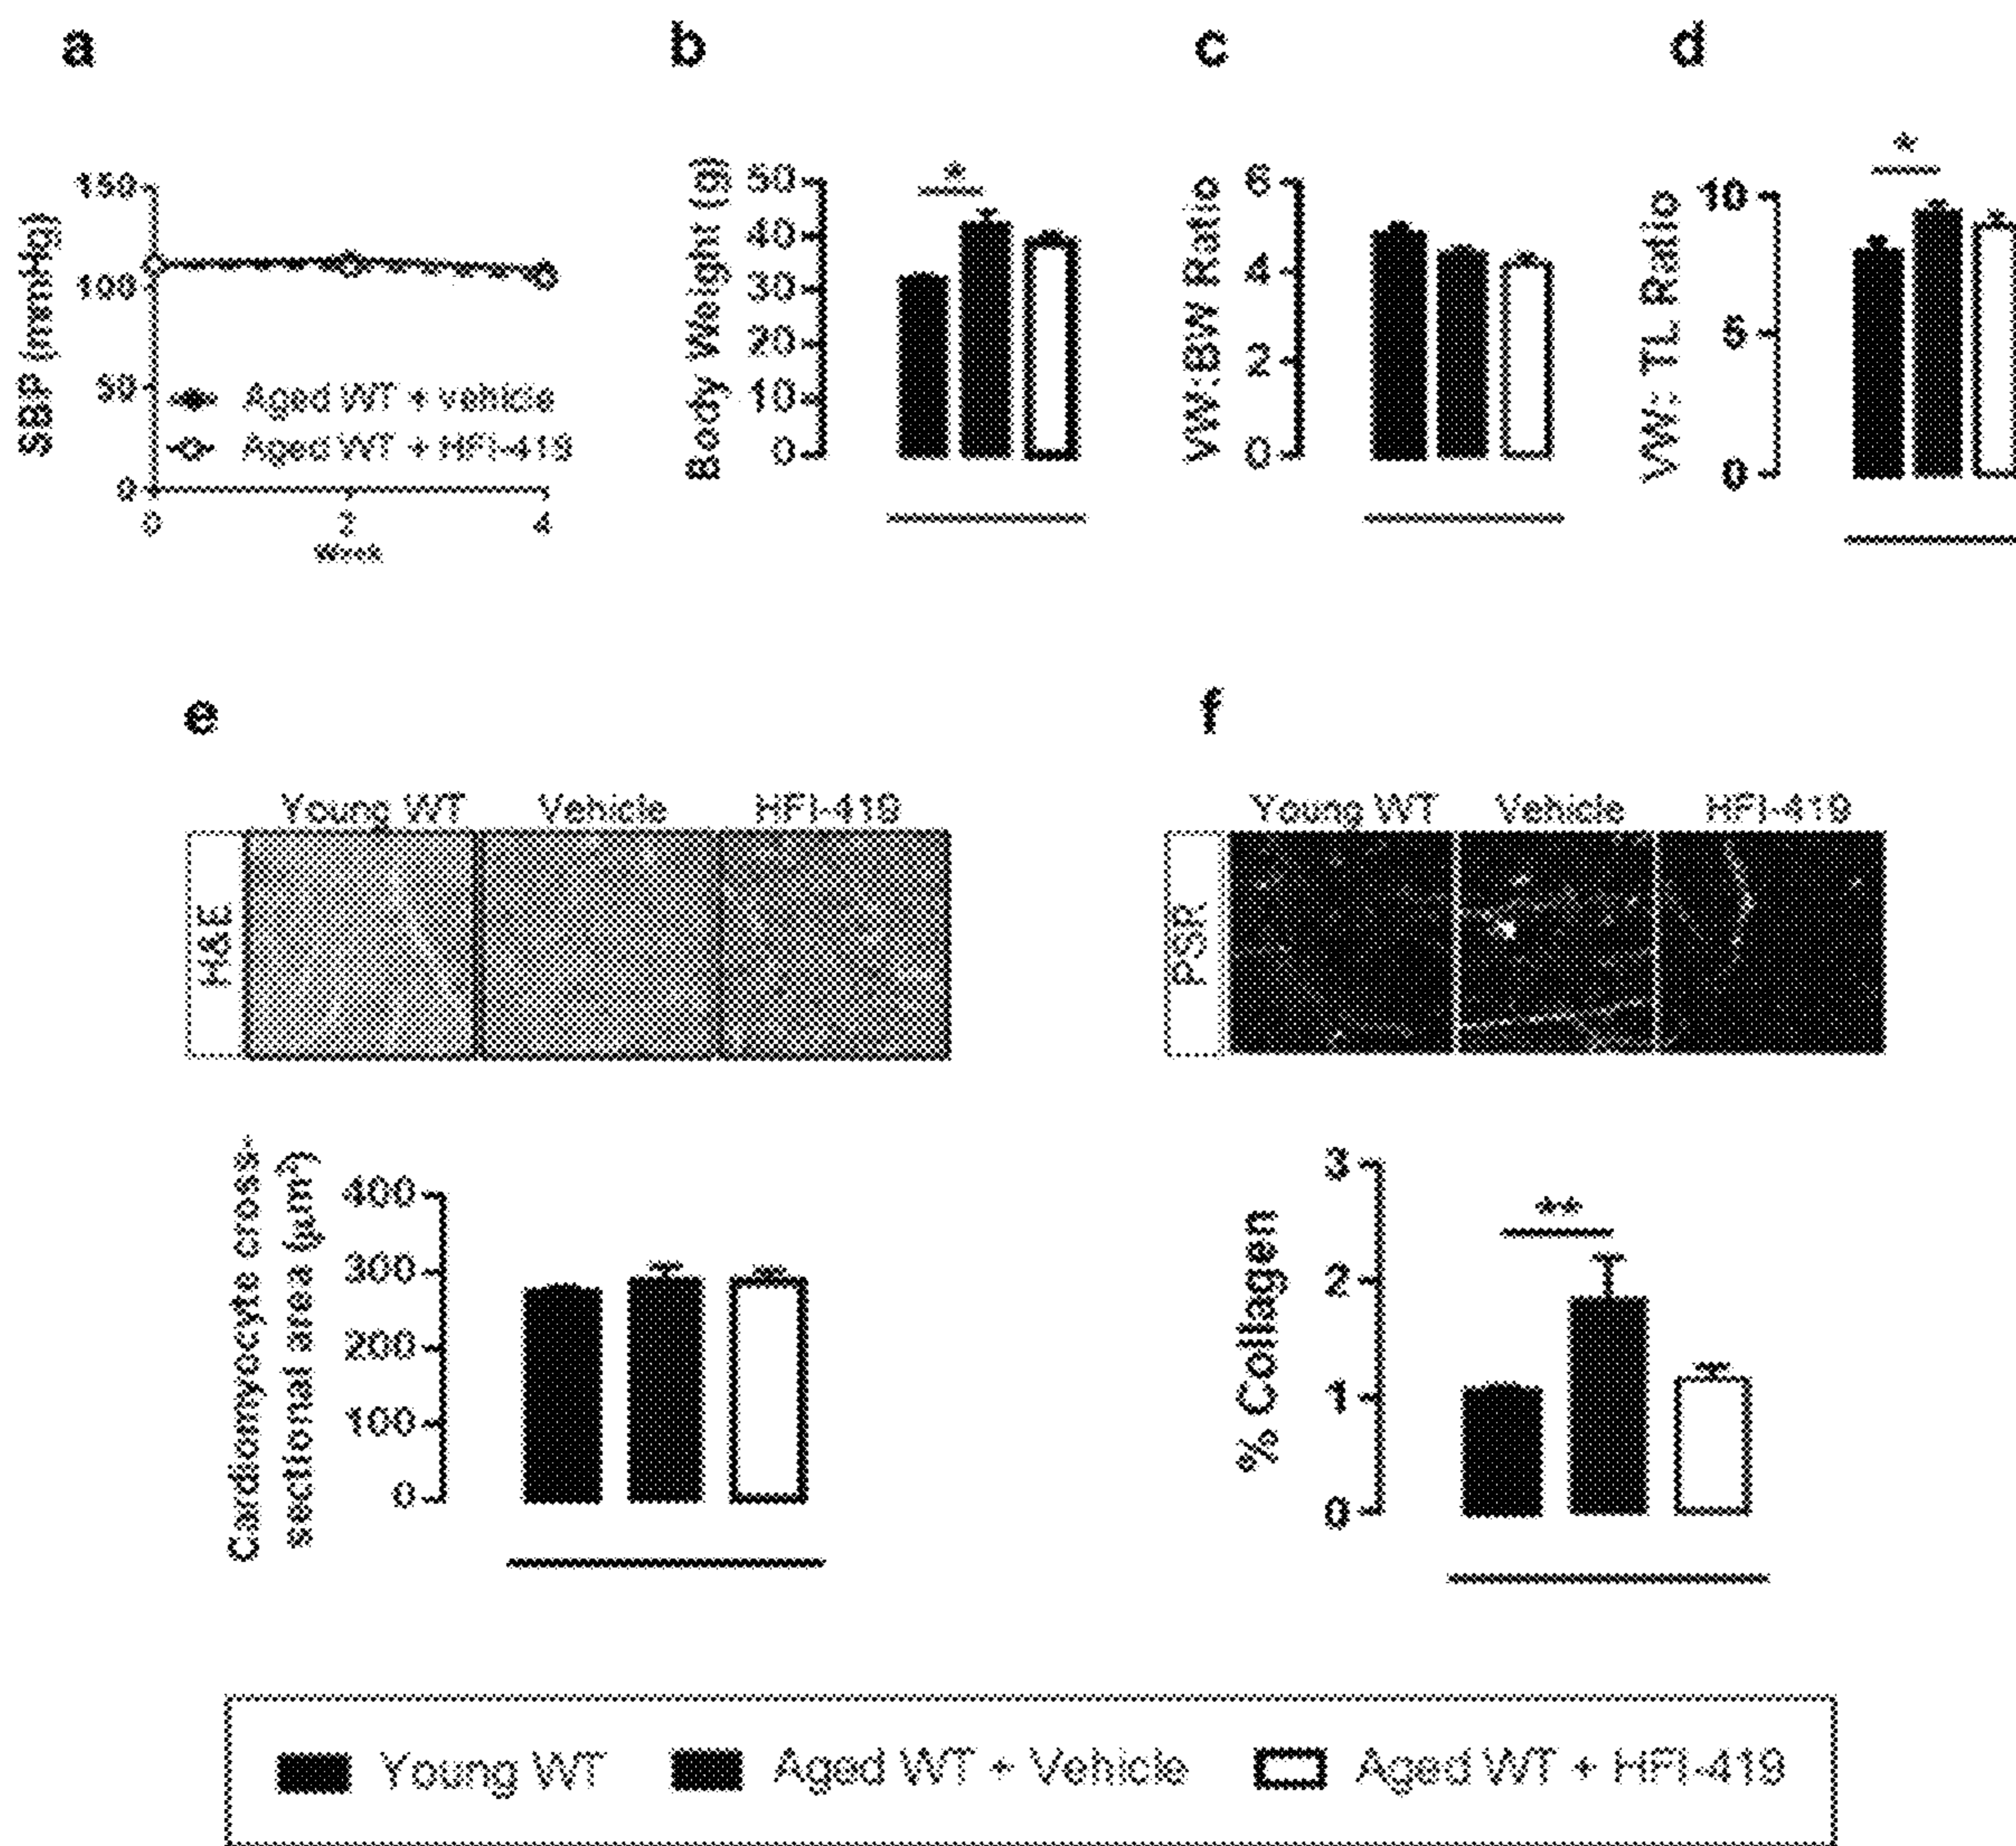 a
SBP (mmHg)
150
100
50
0
0
2
4
Week
Aged WT + vehicle
Aged WT + HFI-419
b
Body Weight (g)
50
40
30
20
10
0
*
c
VW:BW Ratio
6
4
2
0
d
VW: TL Ratio
10
5
0
*
e
Young WT Vehicle HFI-419
H&E
Cardiomyocyte cross-
sectional area (µm²)
400
300
200
100
0
f
Young WT Vehicle HFI-419
PSR
% Collagen
3
2
1
0
**
Young WT Aged WT + Vehicle Aged WT + HFI-419